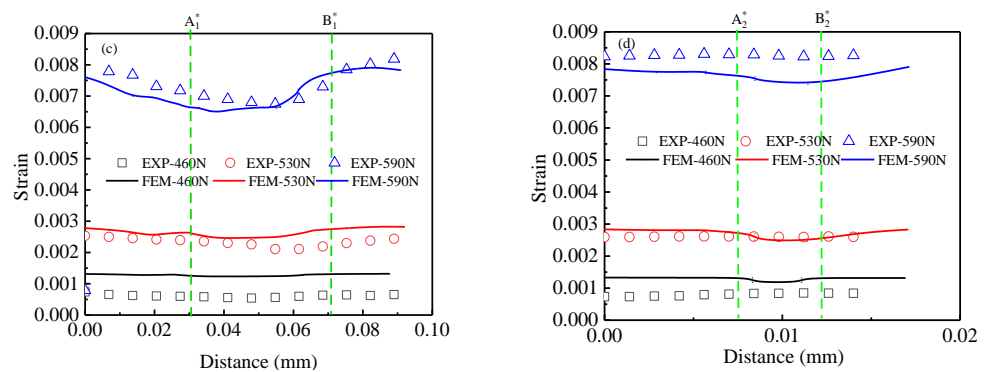 A₁* B₁*
0.009
(c)
0.008
0.007
0.006
0.005
EXP-460N EXP-530N EXP-590N
FEM-460N FEM-530N FEM-590N
0.004
0.003
0.002
0.001
0.000
0.00 0.02 0.04 0.06 0.08 0.10
Strain
Distance (mm)
A₂* B₂*
0.009
(d)
0.008
0.007
0.006
0.005
EXP-460N EXP-530N EXP-590N
FEM-460N FEM-530N FEM-590N
0.004
0.003
0.002
0.001
0.000
0.00 0.01 0.02
Strain
Distance (mm)